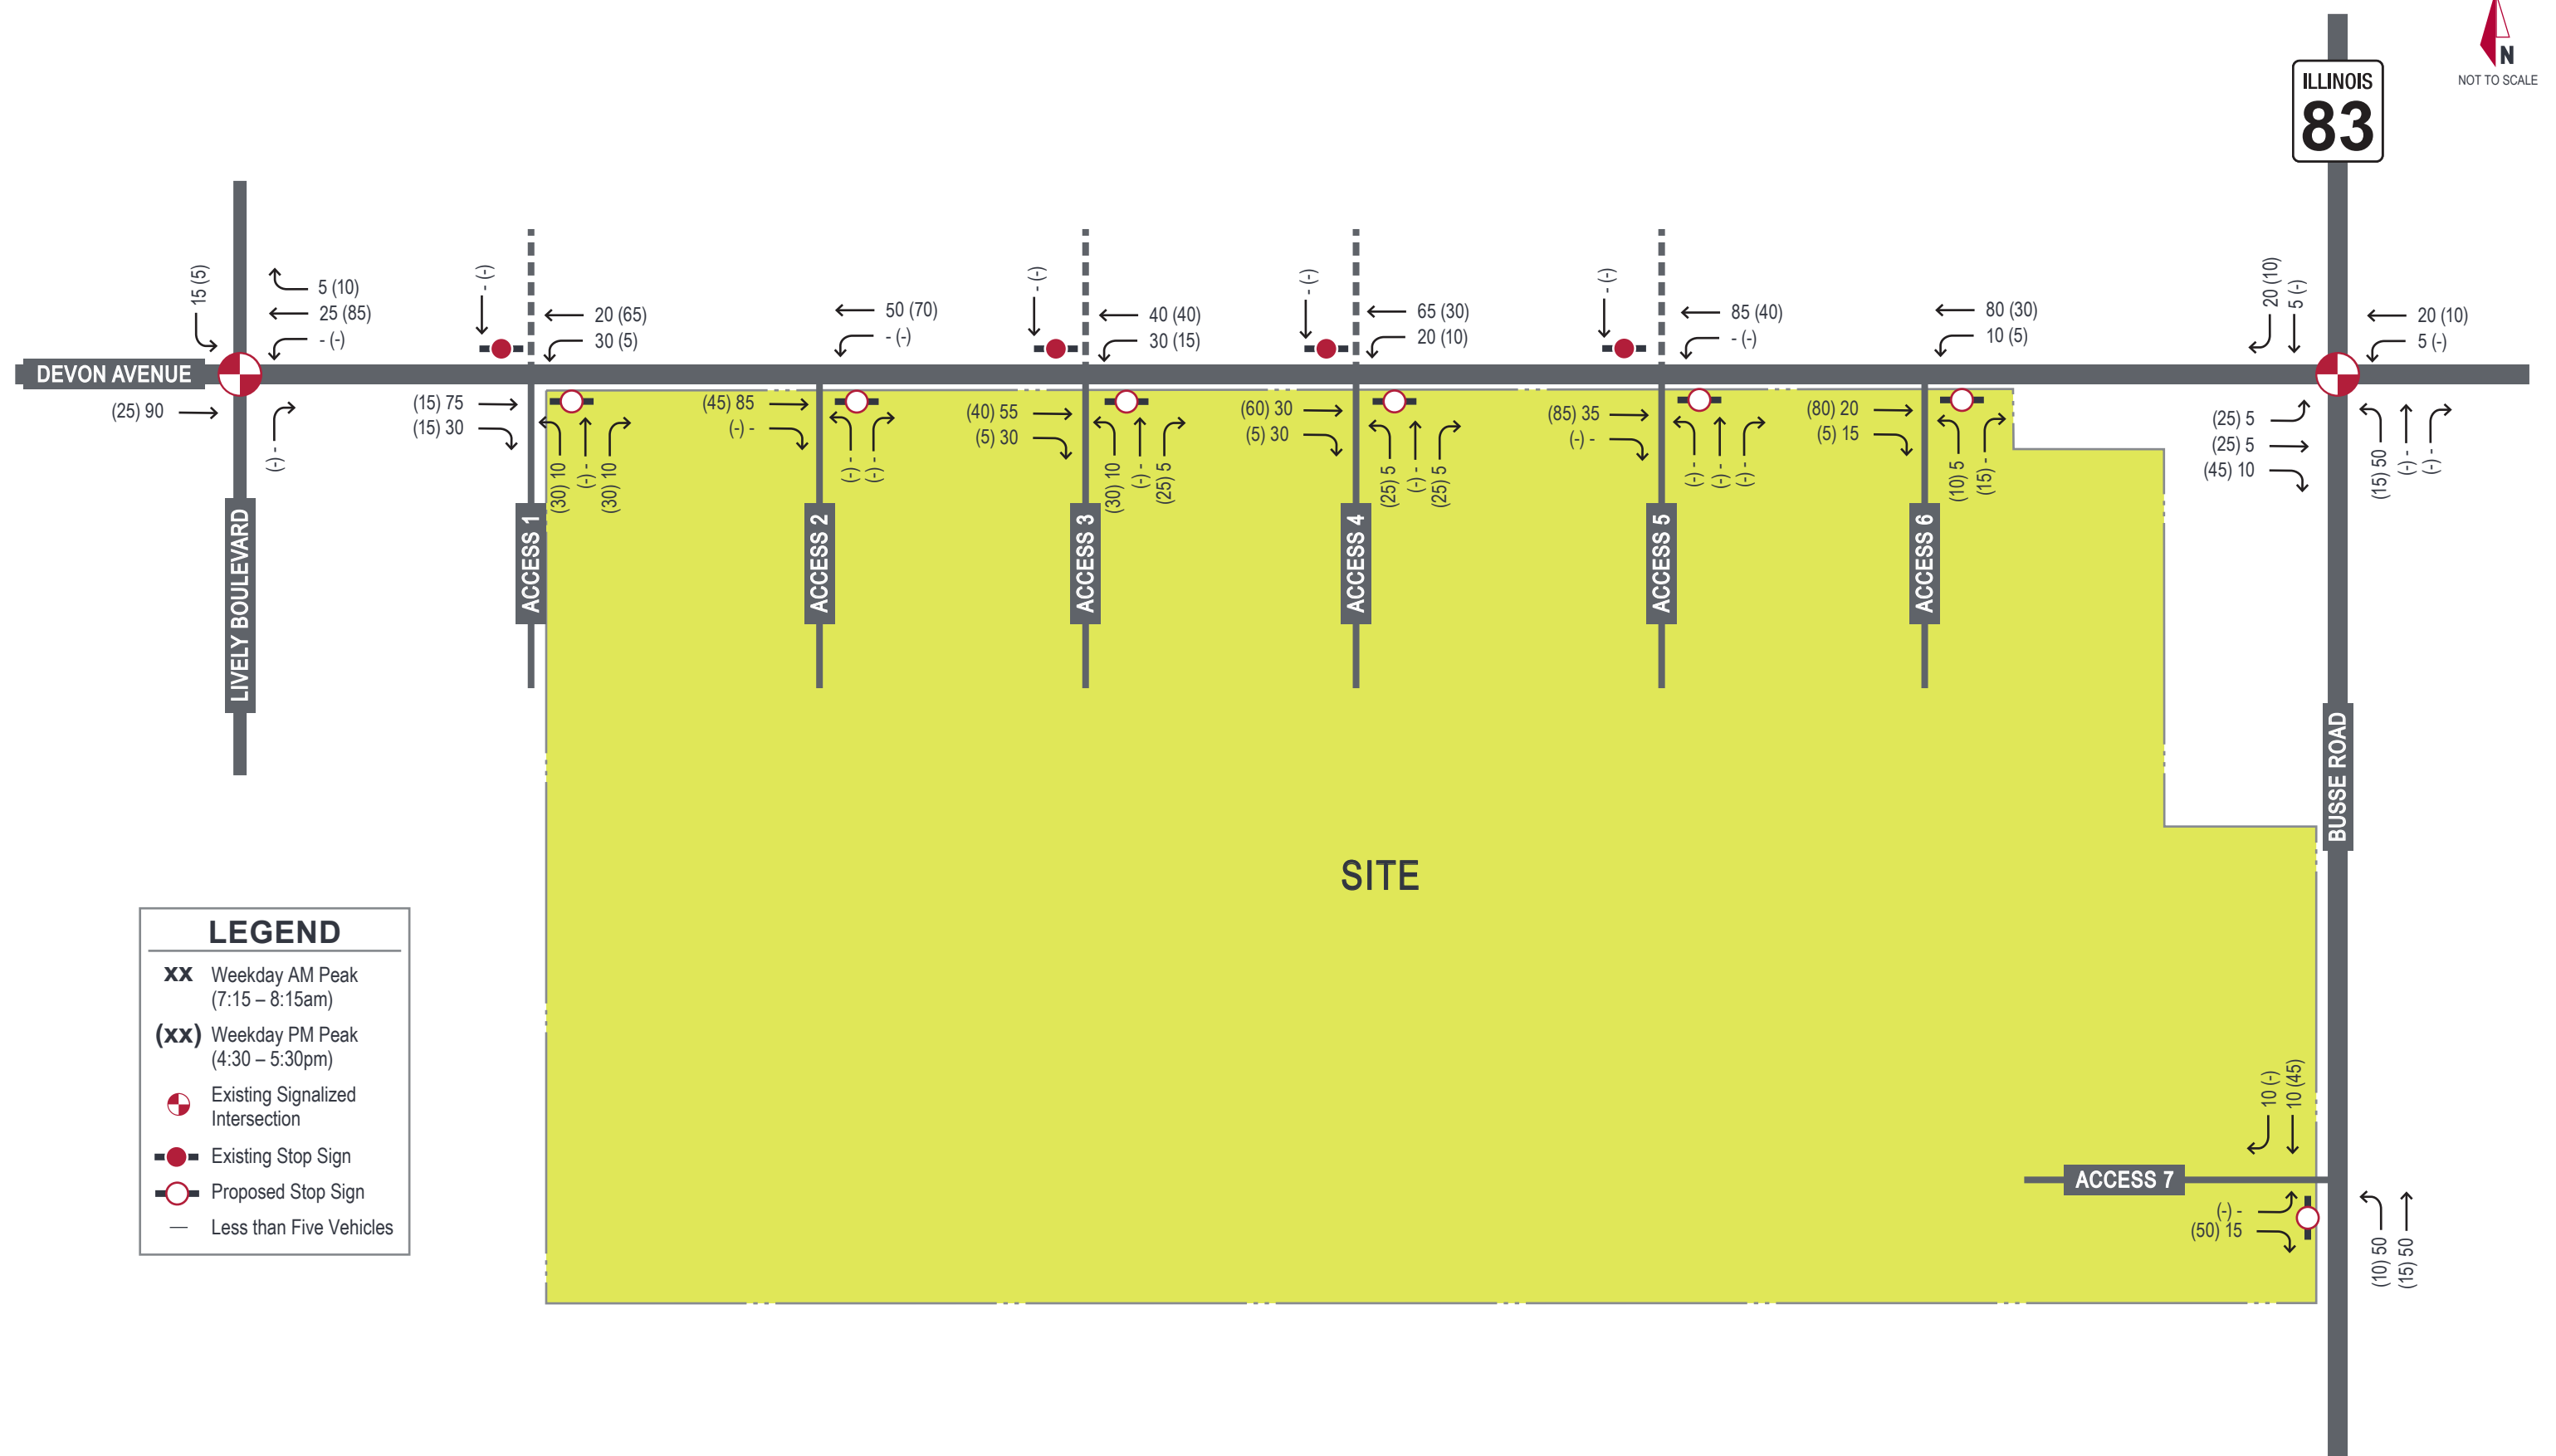 N
NOT TO SCALE
ILLINOIS
83
15 (5)
5 (10)
25 (85)
- (-)
- (-)
20 (65)
30 (5)
50 (70)
- (-)
- (-)
40 (40)
30 (15)
- (-)
65 (30)
20 (10)
- (-)
85 (40)
- (-)
80 (30)
10 (5)
20 (10)
5 (-)
20 (10)
5 (-)
DEVON AVENUE
(25) 90
(-) -
(15) 75
(15) 30
(30) 10
(-) -
(30) 10
(45) 85
(-) -
(-) -
(-) -
(40) 55
(5) 30
(30) 10
(-) -
(25) 5
(60) 30
(5) 30
(25) 5
(-) -
(25) 5
(85) 35
(-) -
(-) -
(-) -
(-) -
(80) 20
(5) 15
(10) 5
(15) -
(25) 5
(25) 5
(45) 10
(15) 50
(-) -
(-) -
LIVELY BOULEVARD
ACCESS 1
ACCESS 2
ACCESS 3
ACCESS 4
ACCESS 5
ACCESS 6
BUSSE ROAD
SITE
LEGEND
xx Weekday AM Peak
(7:15 – 8:15am)
(xx) Weekday PM Peak
(4:30 – 5:30pm)
Existing Signalized
Intersection
Existing Stop Sign
Proposed Stop Sign
— Less than Five Vehicles
10 (-)
10 (45)
ACCESS 7
(-) -
(50) 15
(10) 50
(15) 50